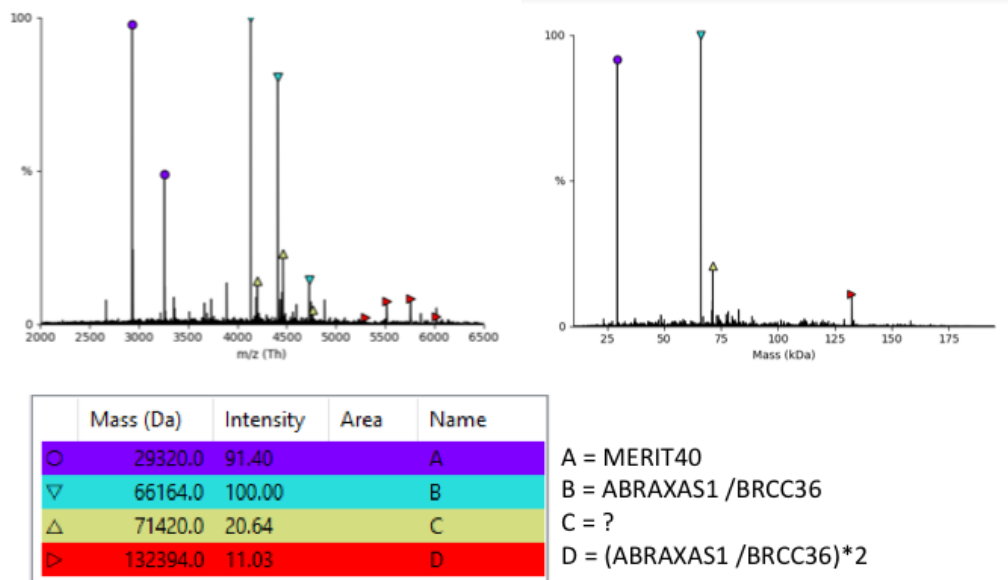 100
%
0
2000 2500 3000 3500 4000 4500 5000 5500 6000 6500
m/z (Th)
100
%
0
25 50 75 100 125 150 175
Mass (kDa)
Mass (Da) Intensity Area Name
29320.0 91.40 A
66164.0 100.00 B
71420.0 20.64 C
132394.0 11.03 D
A = MERIT40
B = ABRAXAS1 /BRCC36
C = ?
D = (ABRAXAS1 /BRCC36)*2